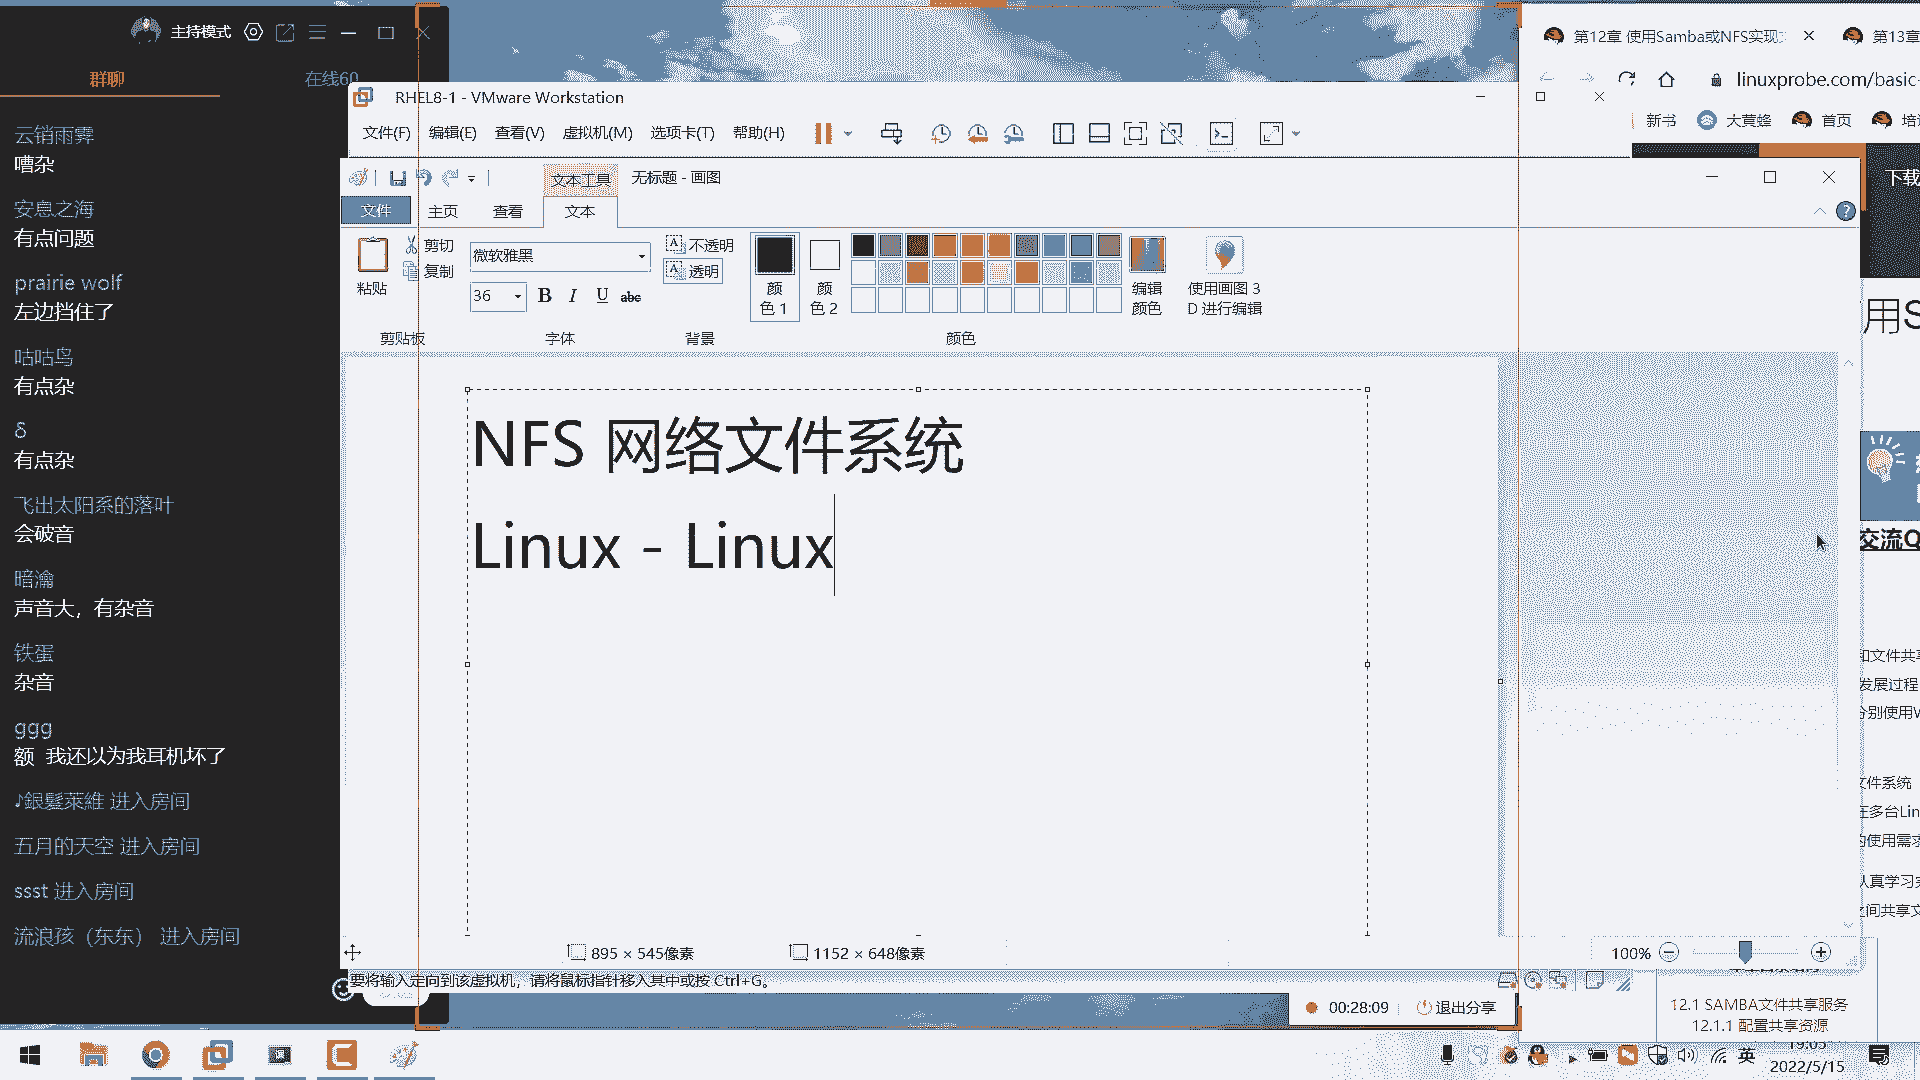 主持模式
群聊
在线60
云销雨霁
嘈杂
安息之海
有点问题
prairie wolf
左边挡住了
咕咕鸟
有点杂
δ
有点杂
飞出太阳系的落叶
会破音
暗瀹
声音大，有杂音
铁蛋
杂音
ggg
额 我还以为我耳机坏了
♪銀髮萊維 进入房间
五月的天空 进入房间
ssst 进入房间
流浪孩（东东） 进入房间
RHEL8-1 - VMware Workstation
文件(F) 编辑(E) 查看(V) 虚拟机(M) 选项卡(T) 帮助(H)
文本工具
无标题 - 画图
文件 主页 查看 文本
粘贴
剪切
复制
剪贴板
微软雅黑
36
B I U abc
字体
不透明
透明
背景
颜
色 1
颜
色 2
颜色
编辑
颜色
使用画图 3
D 进行编辑
NFS 网络文件系统
Linux - Linux
895 × 545像素
1152 × 648像素
100%
要将输入定向到该虚拟机，请将鼠标指针移入其中或按 Ctrl+G。
00:28:09
退出分享
第12章 使用Samba或NFS实现
第13章
linuxprobe.com/basic-
新书
大黄蜂
首页
培
下载
用S
交流Q
和文件共享
发展过程
分别使用V
文件系统
在多台Lin
的使用需求
认真学习完
之间共享文
12.1 SAMBA文件共享服务
12.1.1 配置共享资源
英
19:05
2022/5/15